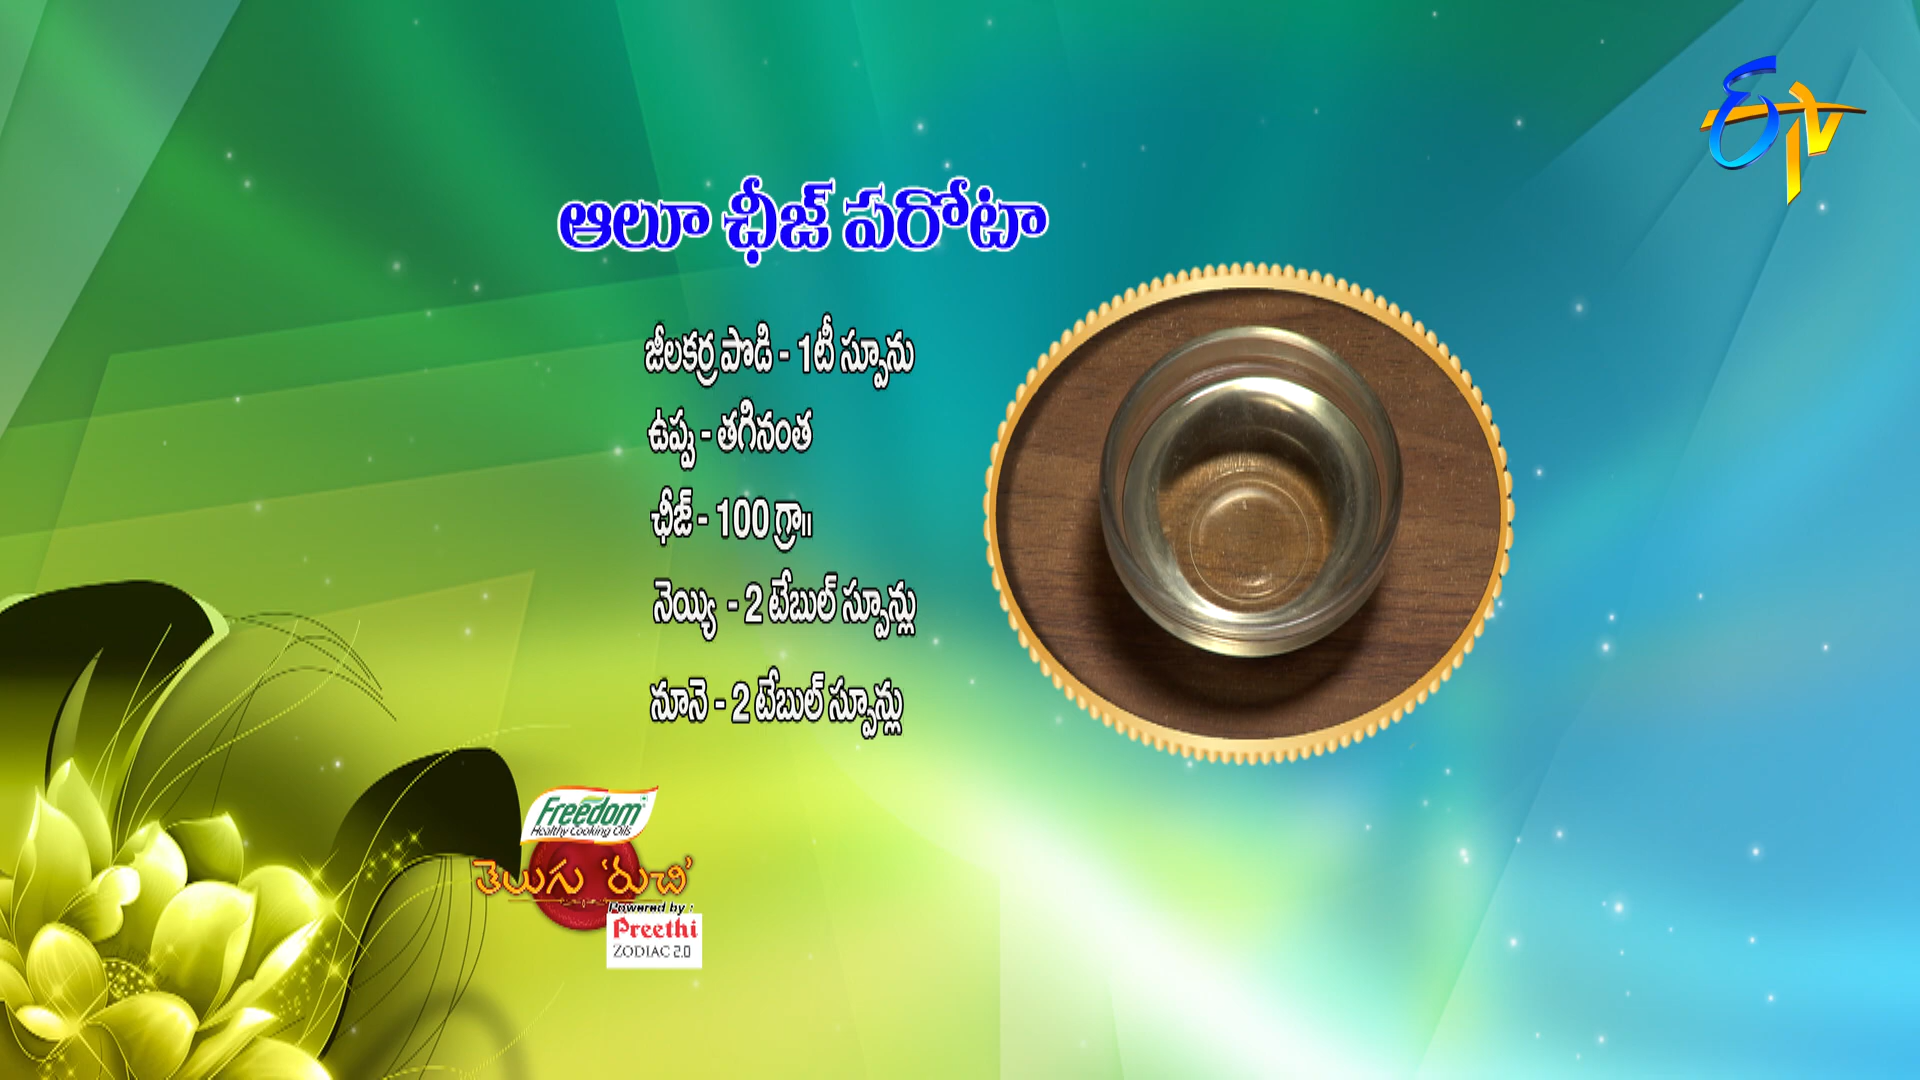 ETV
ఆలూ ఛీజ్ పరోటా
జీలకర్ర పొడి - 1టీ స్పూను
ఉప్పు - తగినంత
ఛీజ్ - 100 గ్రా॥
నెయ్యి - 2 టేబుల్ స్పూన్లు
నూనె - 2 టేబుల్ స్పూన్లు
Freedom
Healthy Cooking Oils
తెలుగు 'రుచి'
Powered by :
Preethi
ZODIAC 2.0